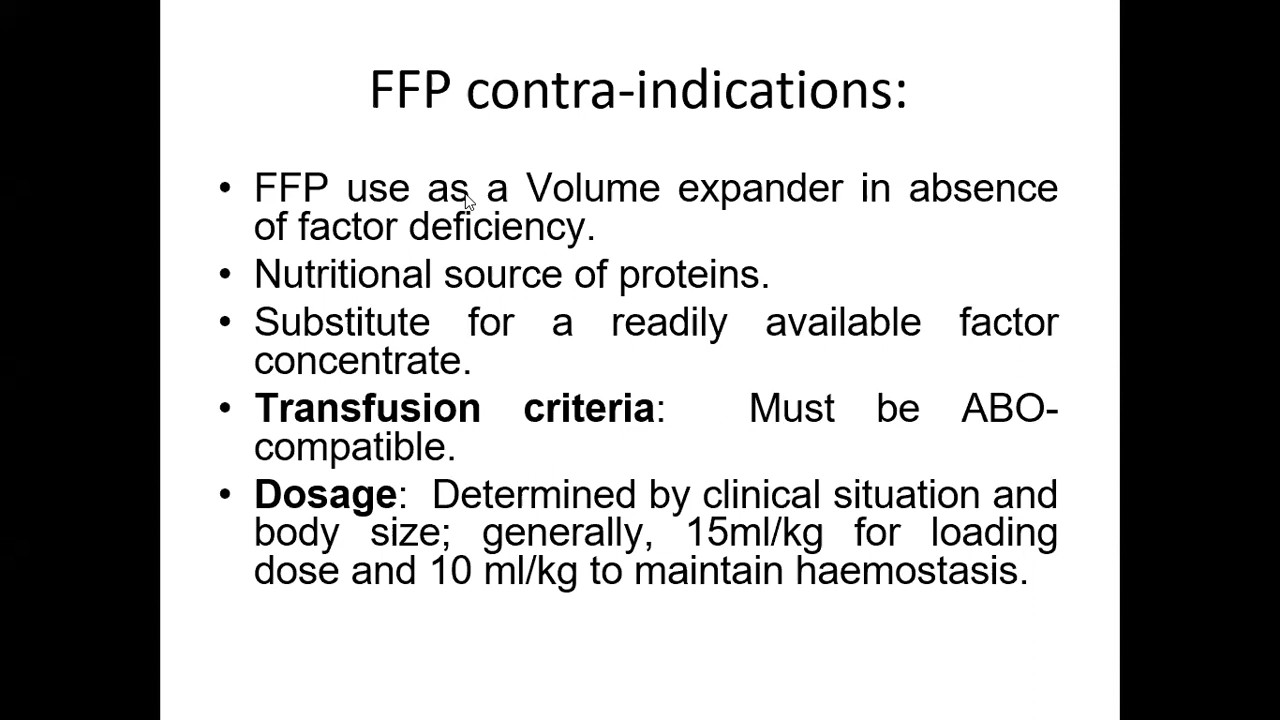 FFP contra-indications:
• FFP use as a Volume expander in absence
of factor deficiency.
• Nutritional source of proteins.
• Substitute for a readily available factor
concentrate.
• Transfusion criteria: Must be ABO-
compatible.
• Dosage: Determined by clinical situation and
body size; generally, 15ml/kg for loading
dose and 10 ml/kg to maintain haemostasis.